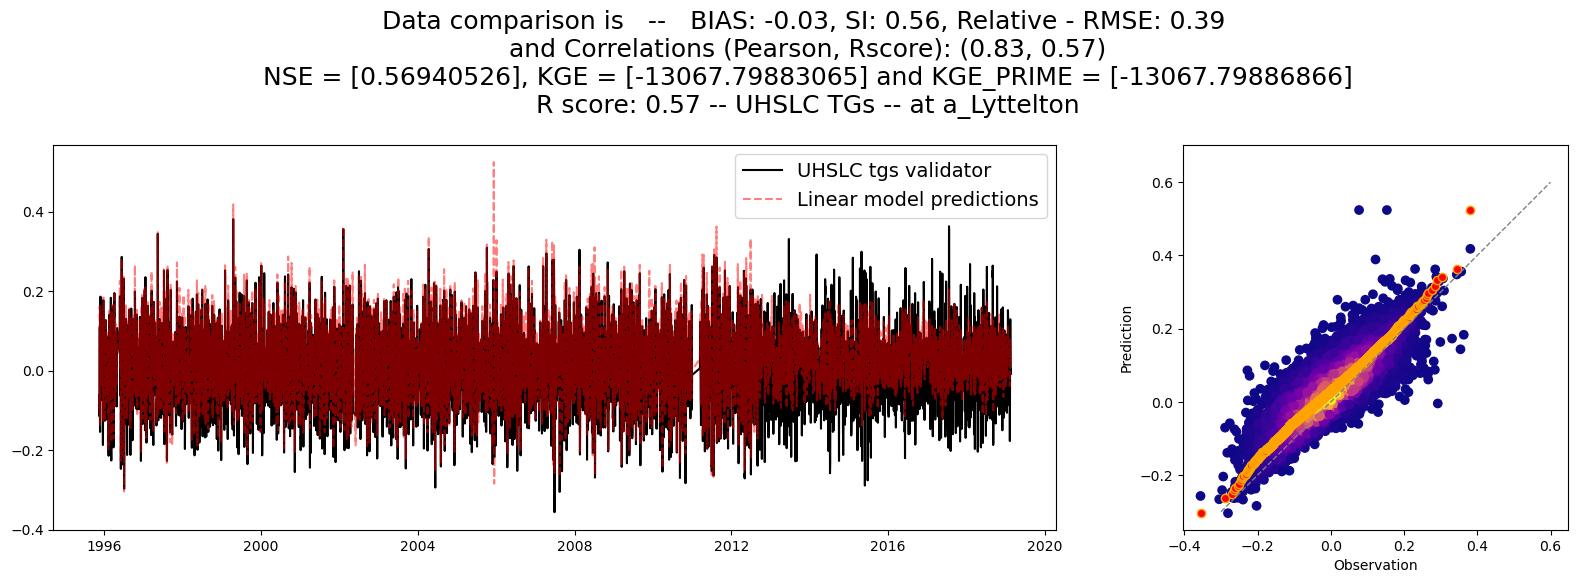 Data comparison is -- BIAS: -0.03, SI: 0.56, Relative - RMSE: 0.39
and Correlations (Pearson, Rscore): (0.83, 0.57)
NSE = [0.56940526], KGE = [-13067.79883065] and KGE_PRIME = [-13067.79886866]
R score: 0.57 -- UHSLC TGs -- at a_Lyttelton
UHSLC tgs validator
Linear model predictions
0.4
0.2
0.0
−0.2
−0.4
1996
2000
2004
2008
2012
2016
2020
Prediction
0.6
0.4
0.2
0.0
−0.2
−0.4
−0.2
0.0
0.2
0.4
0.6
Observation